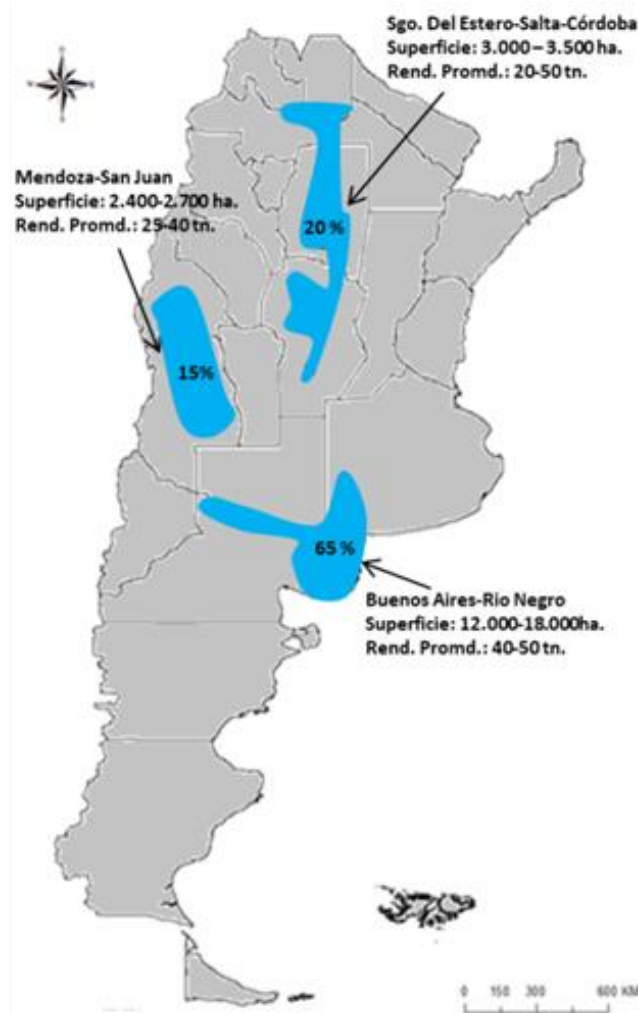 Sgo. Del Estero-Salta-Córdoba
Superficie: 3.000 – 3.500 ha.
Rend. Promd.: 20-50 tn.
Mendoza-San Juan
Superficie: 2.400-2.700 ha.
Rend. Promd.: 25-40 tn.
20 %
15%
65 %
Buenos Aires-Rio Negro
Superficie: 12.000-18.000ha.
Rend. Promd.: 40-50 tn.
0 150 300 600 KM